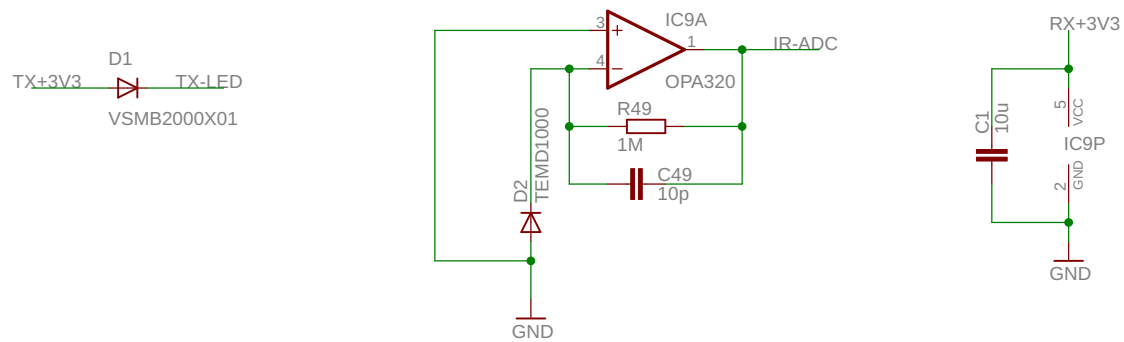 D1
TX+3V3
TX-LED
VSMB2000X01
3
IC9A
1
IR-ADC
4
OPA320
R49
1M
C49
10p
D2
TEMD1000
GND
RX+3V3
C1
10u
5
VCC
IC9P
2
GND
GND